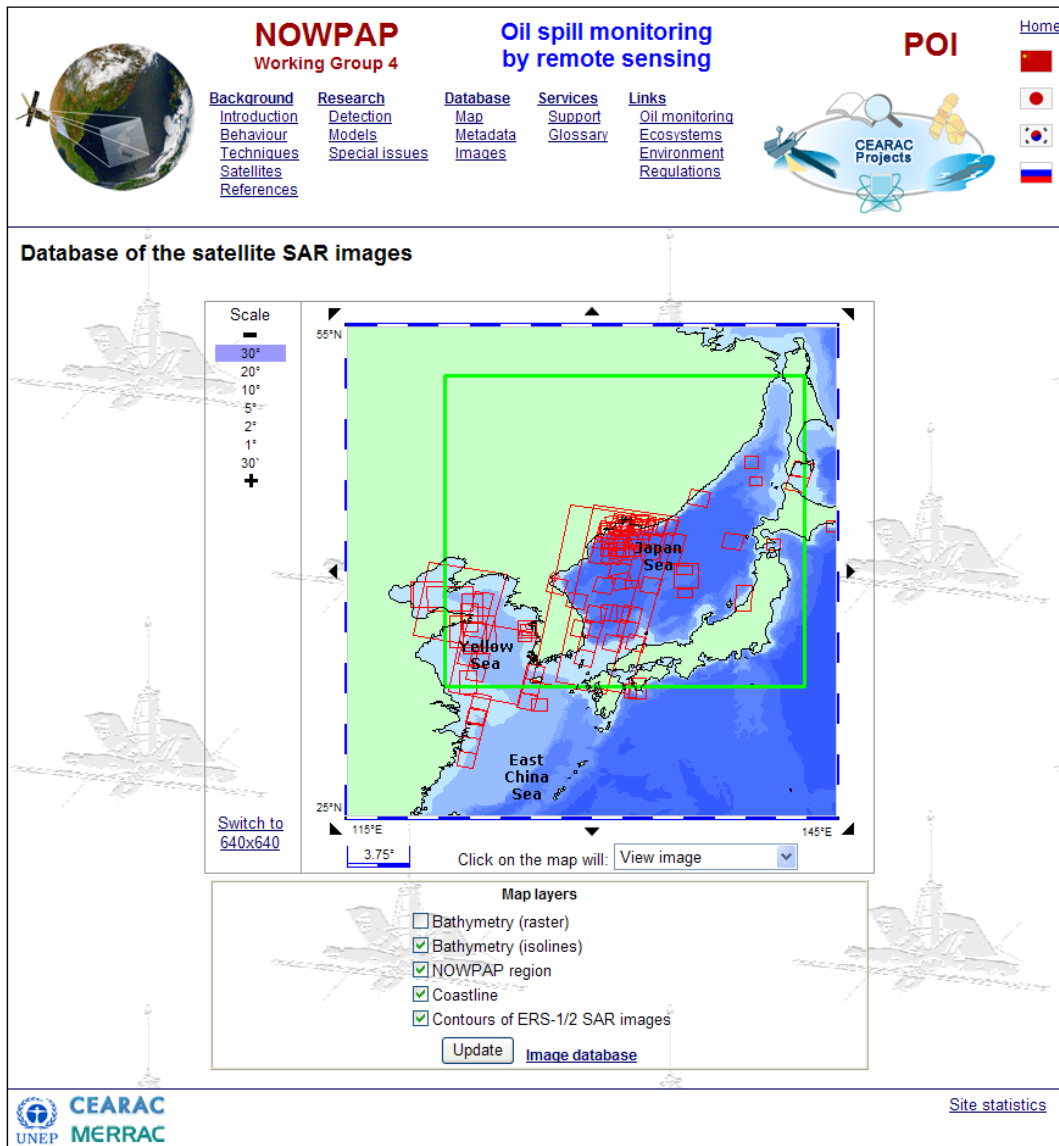 NOWPAP
Working Group 4
Oil spill monitoring
by remote sensing
POI
Home
Background
Introduction
Behaviour
Techniques
Satellites
References
Research
Detection
Models
Special issues
Database
Map
Metadata
Images
Services
Support
Glossary
Links
Oil monitoring
Ecosystems
Environment
Regulations
CEARAC
Projects
Database of the satellite SAR images
Scale
30°
20°
10°
5°
2°
1°
30`
Switch to
640x640
55°N
Japan
Sea
Yellow
Sea
East
China
Sea
25°N
115°E
145°E
3.75°
Click on the map will: View image
Map layers
Bathymetry (raster)
Bathymetry (isolines)
NOWPAP region
Coastline
Contours of ERS-1/2 SAR images
Update
Image database
UNEP
CEARAC
MERRAC
Site statistics